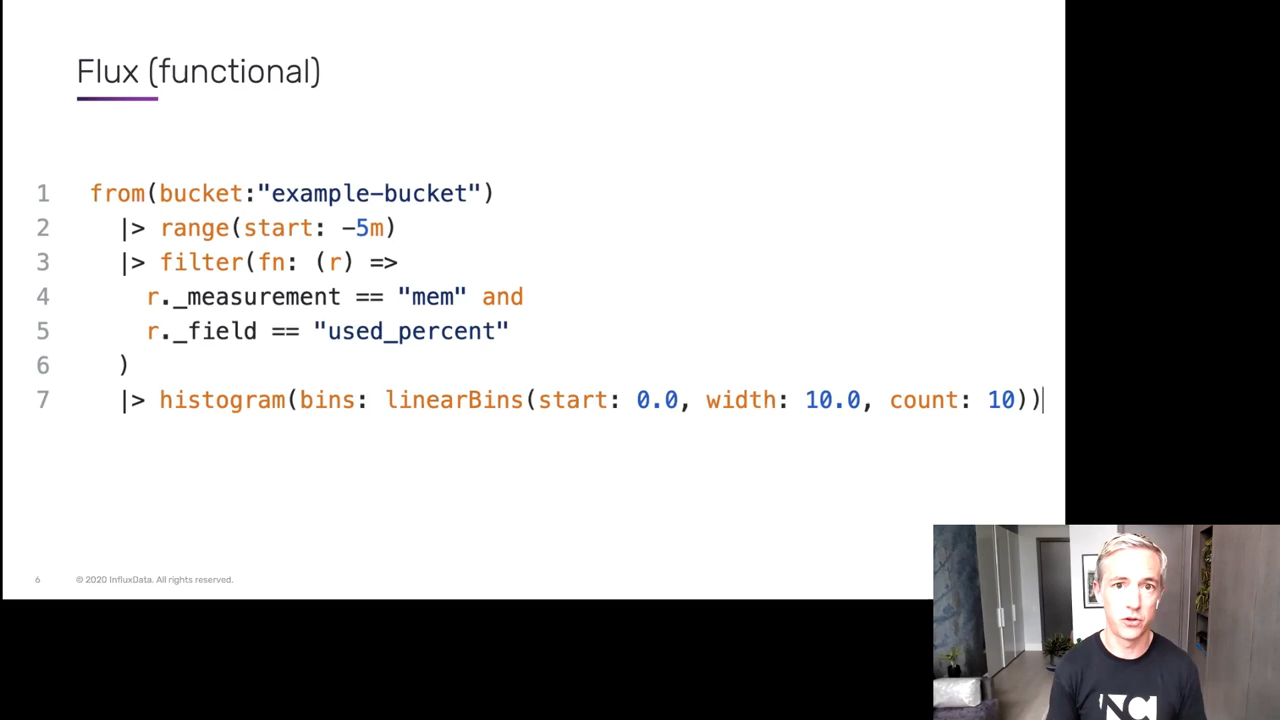 Flux (functional)
1 from(bucket:"example-bucket")
2 |> range(start: -5m)
3 |> filter(fn: (r) =>
4 r._measurement == "mem" and
5 r._field == "used_percent"
6 )
7 |> histogram(bins: linearBins(start: 0.0, width: 10.0, count: 10))
6 © 2020 InfluxData. All rights reserved.